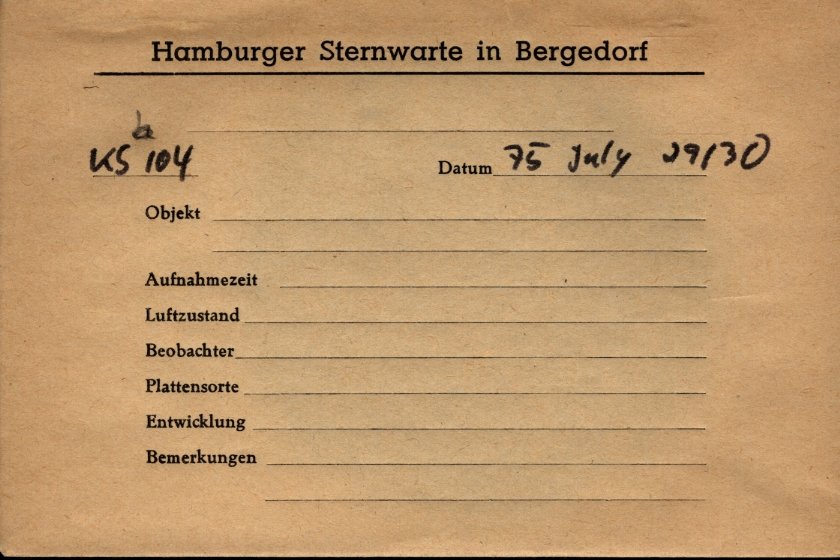 Hamburger Sternwarte in Bergedorf
KS 104
Datum 75 July 29/30
Objekt
Aufnahmezeit
Luftzustand
Beobachter
Plattensorte
Entwicklung
Bemerkungen